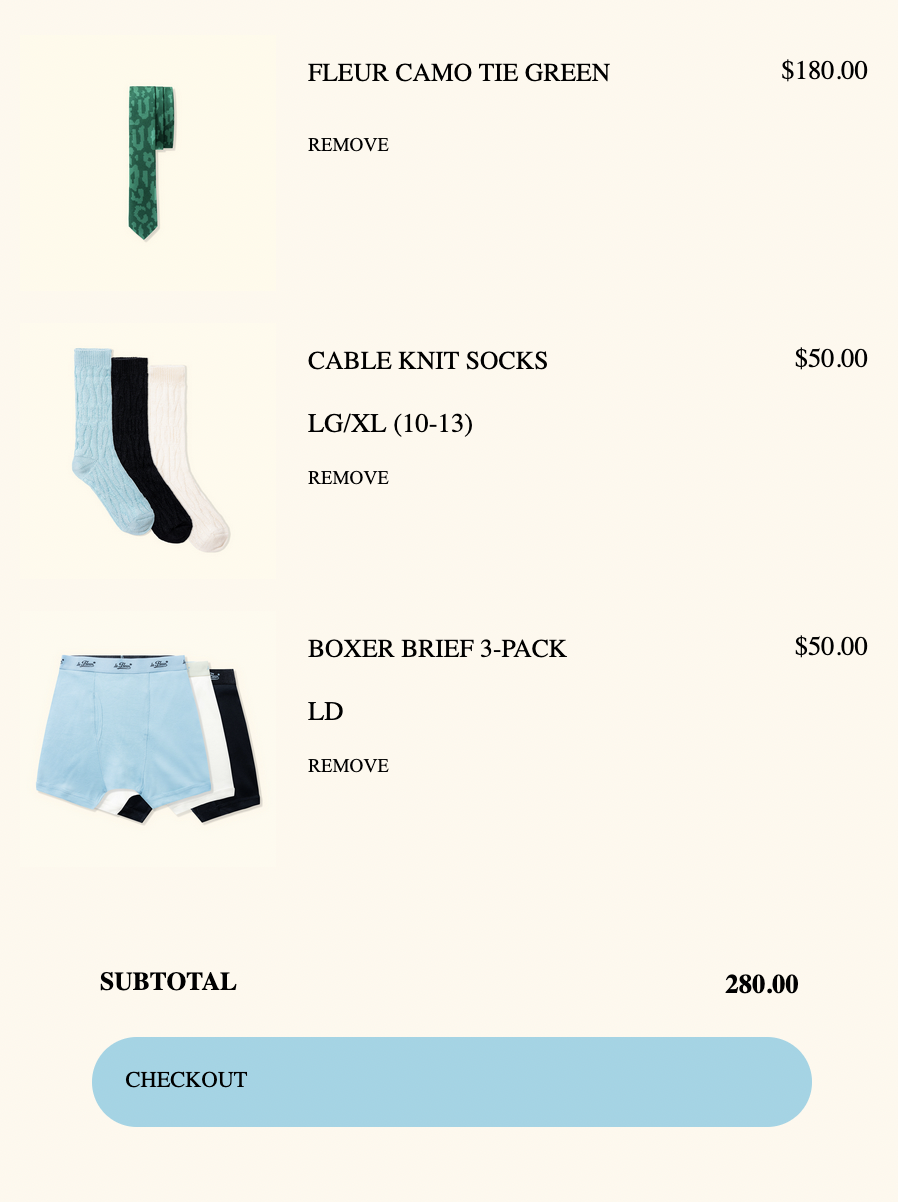 FLEUR CAMO TIE GREEN $180.00
REMOVE
CABLE KNIT SOCKS $50.00
LG/XL (10-13)
REMOVE
BOXER BRIEF 3-PACK $50.00
LD
REMOVE
SUBTOTAL 280.00
CHECKOUT